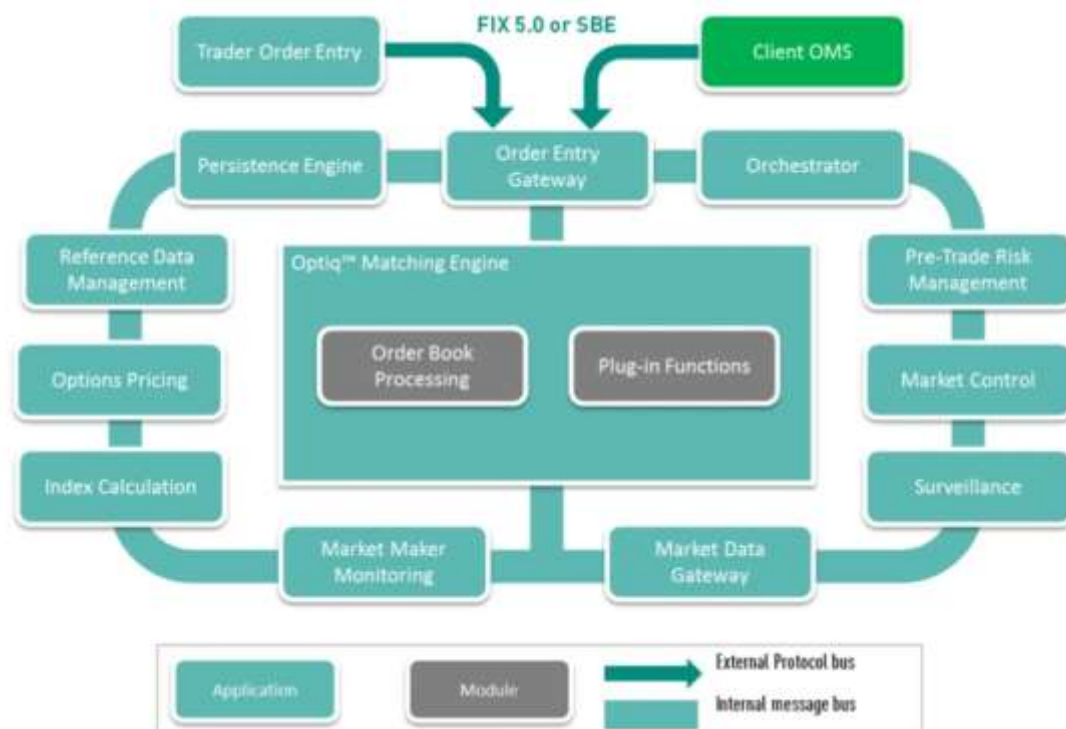 FIX 5.0 or SBE
Trader Order Entry
Client OMS
Persistence Engine
Order Entry
Gateway
Orchestrator
Reference Data
Management
Optiq™ Matching Engine
Pre-Trade Risk
Management
Order Book
Processing
Plug-in Functions
Options Pricing
Market Control
Index Calculation
Surveillance
Market Maker
Monitoring
Market Data
Gateway
Application
Module
External Protocol bus
Internal message bus